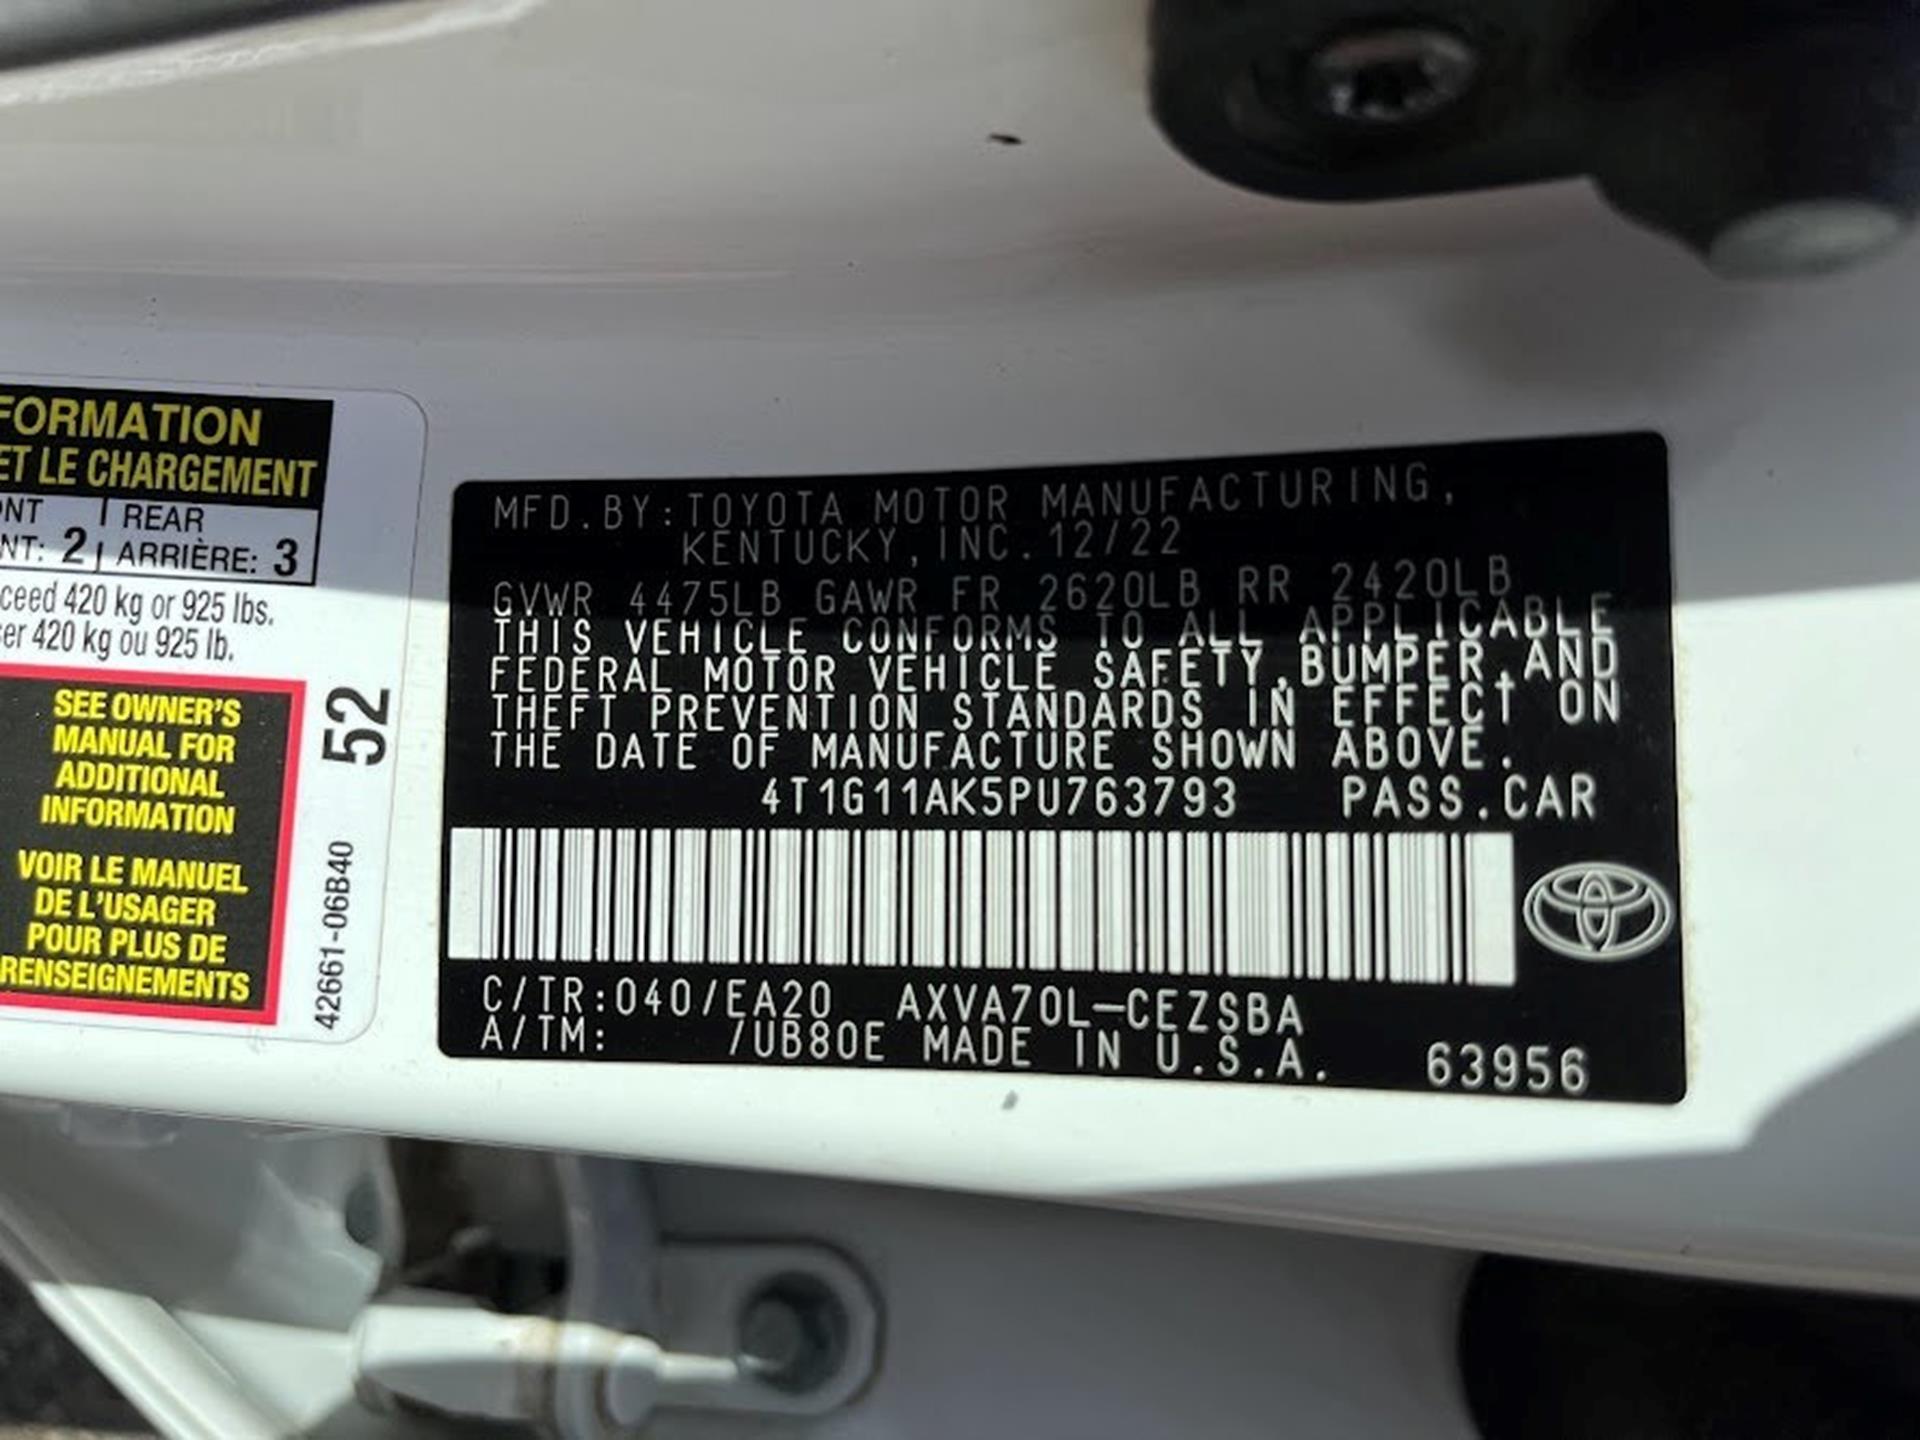 FORMATION
ET LE CHARGEMENT
REAR
2 ARRIÈRE: 3
420 kg or 925 lbs.
420 kg ou 925 lb.
SEE OWNER'S
MANUAL FOR
ADDITIONAL
INFORMATION
VOIR LE MANUEL
DE L'USAGER
POUR PLUS DE
RENSEIGNEMENTS
52
42661-06B40
MFD.BY:TOYOTA MOTOR MANUFACTURING,
KENTUCKY, INC. 12/22
GVWR 4475LB GAWR FR 2620LB RR 2420LB
THIS VEHICLE CONFORMS TO ALL APPLICABLE
FEDERAL MOTOR VEHICLE SAFETY,BUMPER,AND
THEFT PREVENTION STANDARDS IN EFFECT ON
THE DATE OF MANUFACTURE SHOWN ABOVE.
4T1G11AK5PU763793 PASS.CAR
C/TR:040/EA20 AXVA70L-CEZSBA
A/TM: /UB80E MADE IN U.S.A. 63956